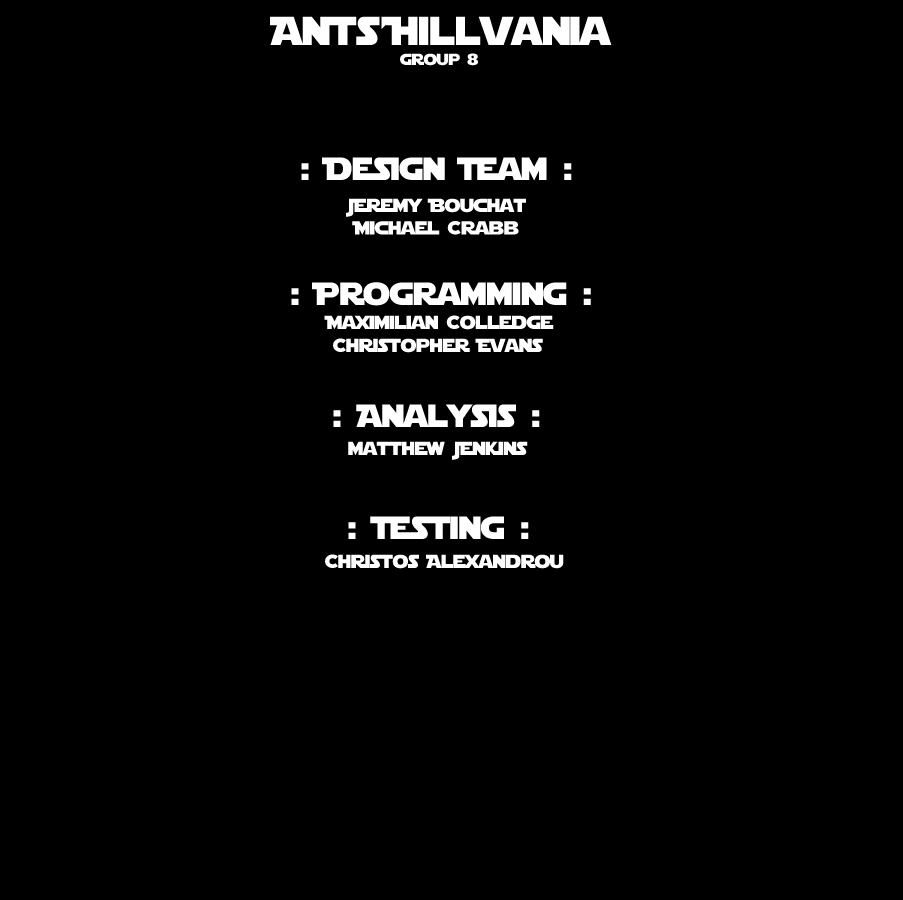 AntsHillvania
Group 8
: Design Team :
Jeremy Bouchat
Michael Crabb
: Programming :
Maximilian Colledge
Christopher Evans
: Analysis :
Matthew Jenkins
: Testing :
Christos Alexandrou